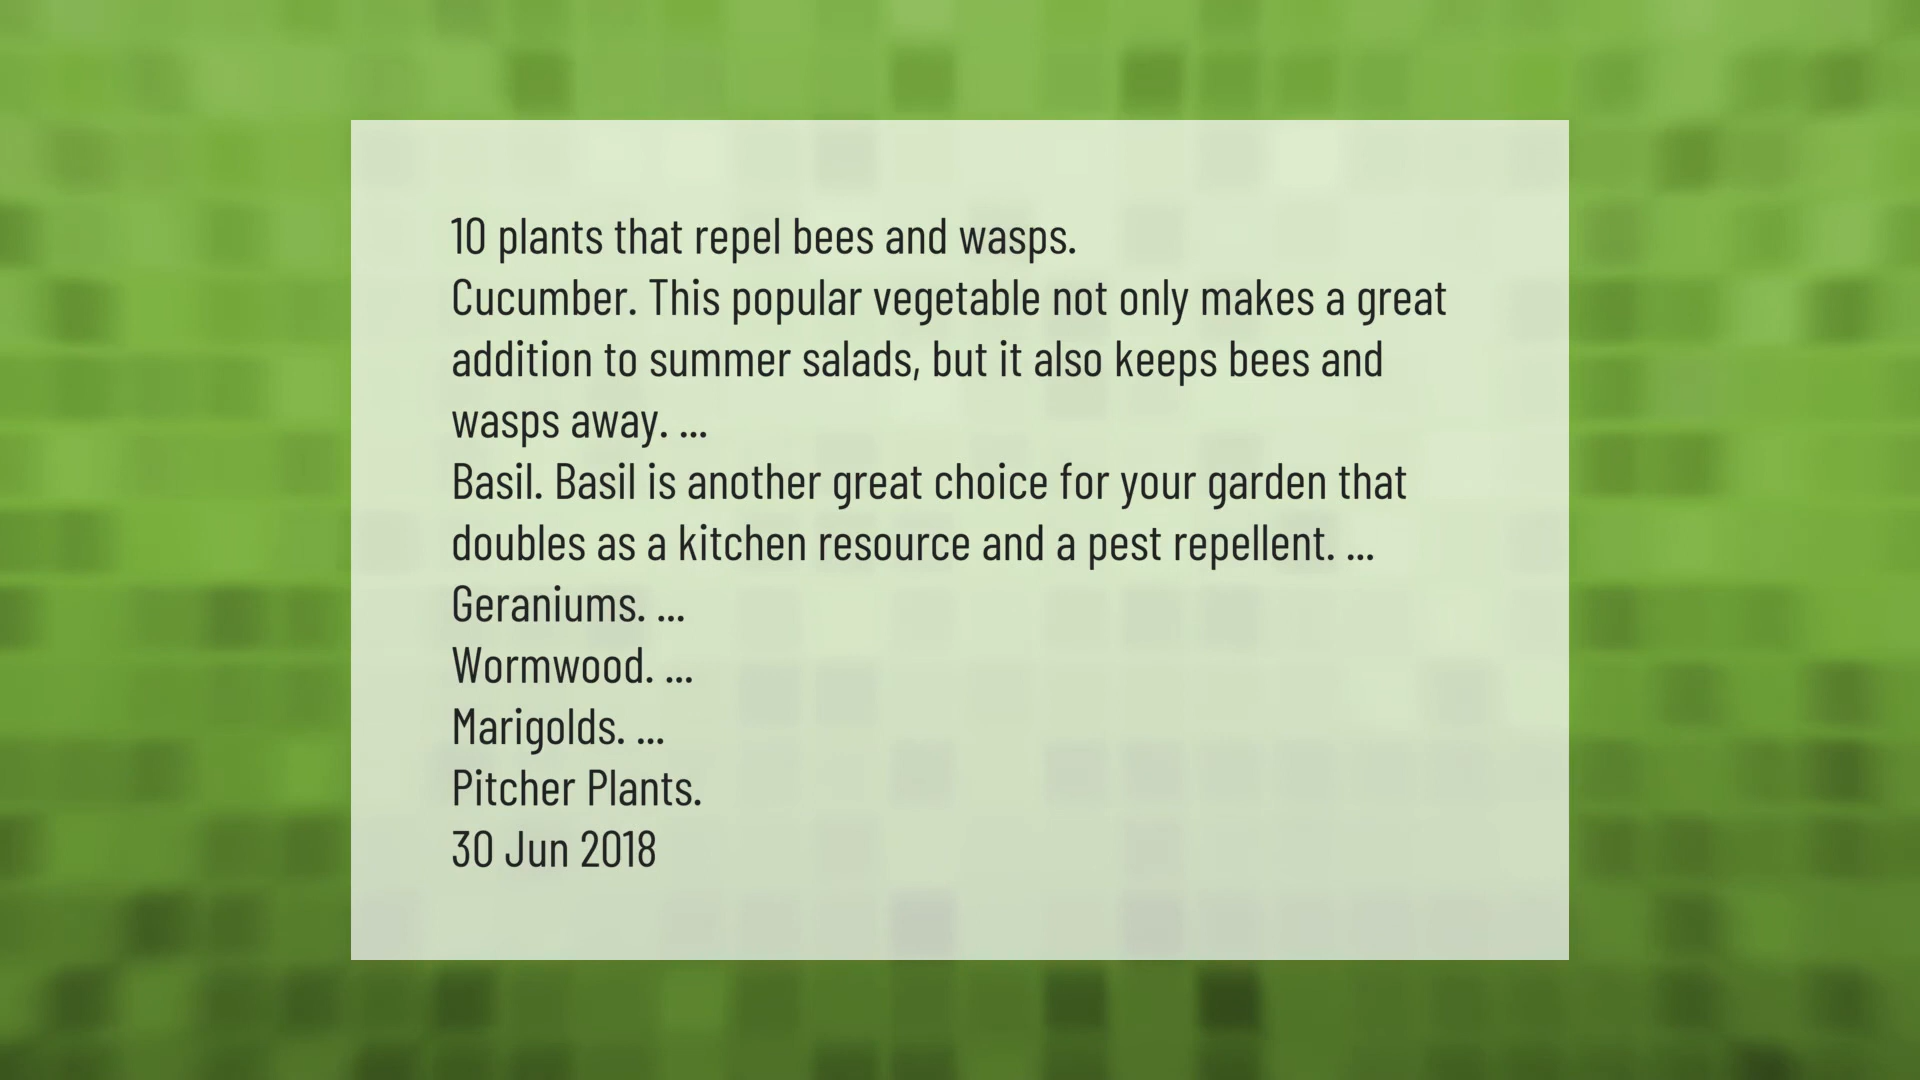 10 plants that repel bees and wasps.
Cucumber. This popular vegetable not only makes a great
addition to summer salads, but it also keeps bees and
wasps away. ...
Basil. Basil is another great choice for your garden that
doubles as a kitchen resource and a pest repellent. ...
Geraniums. ...
Wormwood. ...
Marigolds. ...
Pitcher Plants.
30 Jun 2018